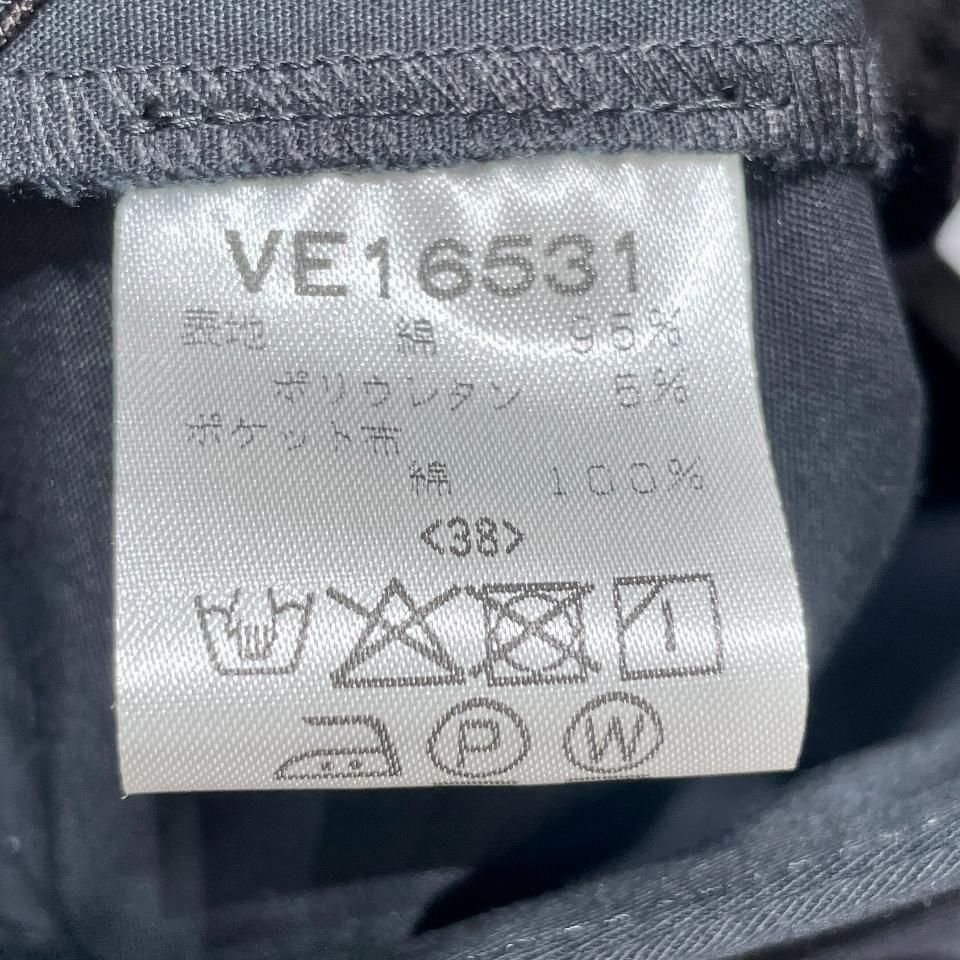 VE16531
表地 綿 95%
ポリウレタン 5%
ポケット布
綿 100%
<38>
P W